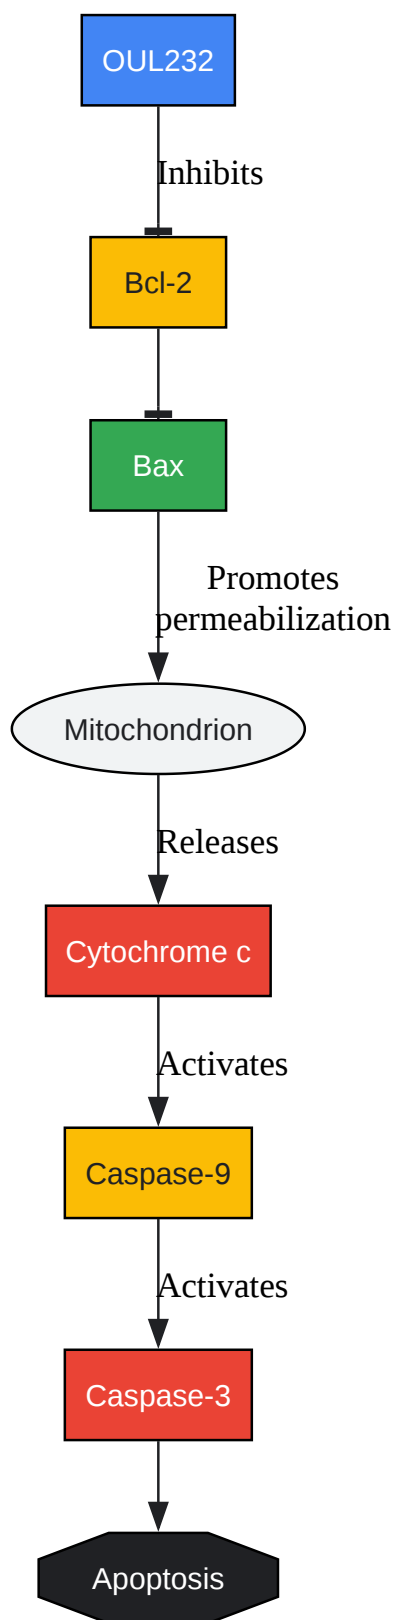 OUL232
Inhibits
Bcl-2
Bax
Promotes
permeabilization
Mitochondrion
Releases
Cytochrome c
Activates
Caspase-9
Activates
Caspase-3
Apoptosis